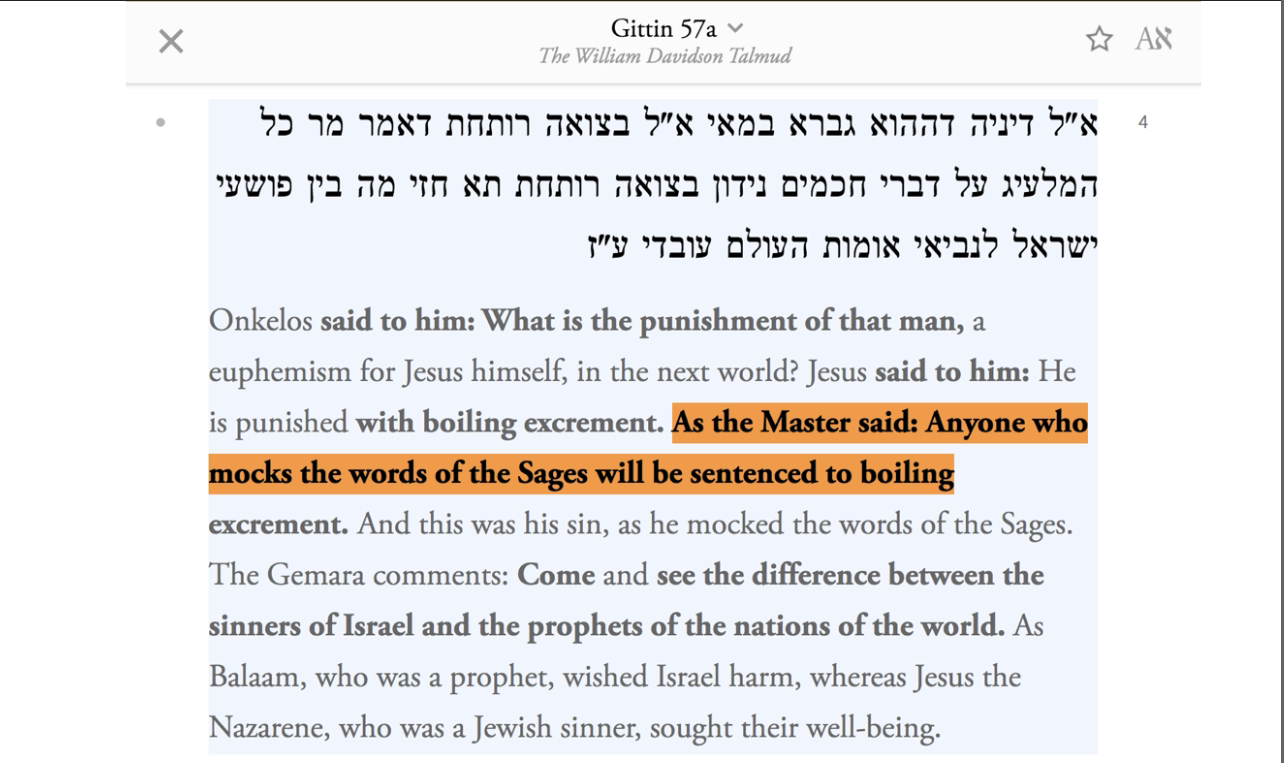 Gittin 57a
The William Davidson Talmud
Aא
4
א״ל דיניה דההוא גברא במאי א״ל בצואה רותחת דאמר מר כל
המלעיג על דברי חכמים נידון בצואה רותחת תא חזי מה בין פושעי
ישראל לנביאי אומות העולם עובדי ע״ז
Onkelos said to him: What is the punishment of that man, a
euphemism for Jesus himself, in the next world? Jesus said to him: He
is punished with boiling excrement. As the Master said: Anyone who
mocks the words of the Sages will be sentenced to boiling
excrement. And this was his sin, as he mocked the words of the Sages.
The Gemara comments: Come and see the difference between the
sinners of Israel and the prophets of the nations of the world. As
Balaam, who was a prophet, wished Israel harm, whereas Jesus the
Nazarene, who was a Jewish sinner, sought their well-being.